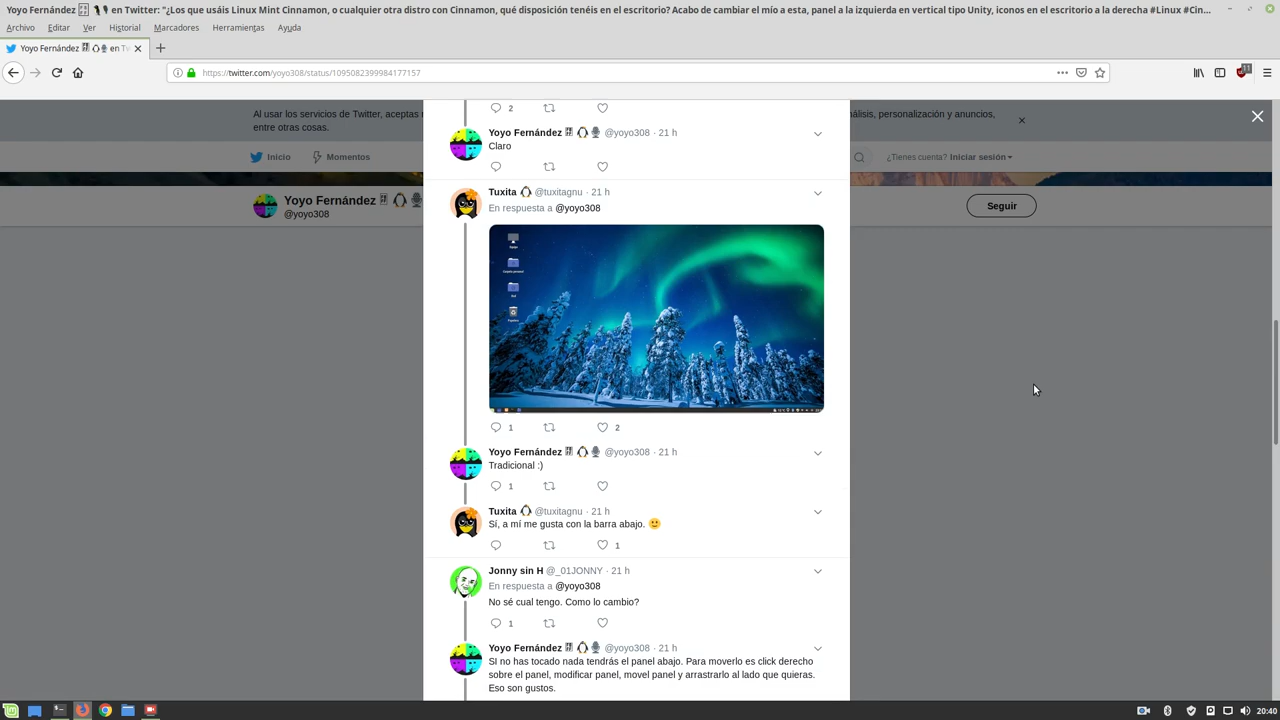 Yoyo Fernández en Twitter: "¿Los que usáis Linux Mint Cinnamon, o cualquier otra distro con Cinnamon, qué disposición tenéis en el escritorio? Acabo de cambiar el mío a esta, panel a la izquierda en vertical tipo Unity, iconos en el escritorio a la derecha #Linux #Cin...
Archivo Editar Ver Historial Marcadores Herramientas Ayuda
Yoyo Fernández en Tw
https://twitter.com/yoyo308/status/1095082399984177157
11
Al usar los servicios de Twitter, aceptas
álisis, personalización y anuncios,
entre otras cosas.
2
Yoyo Fernández @yoyo308 · 21 h
Claro
Inicio Momentos
¿Tienes cuenta? Iniciar sesión
Yoyo Fernández
@yoyo308
Seguir
Tuxita @tuxitagnu · 21 h
En respuesta a @yoyo308
1 2
Yoyo Fernández @yoyo308 · 21 h
Tradicional :)
1
Tuxita @tuxitagnu · 21 h
Sí, a mí me gusta con la barra abajo. 🙂
1
Jonny sin H @_01JONNY · 21 h
En respuesta a @yoyo308
No sé cual tengo. Como lo cambio?
1
Yoyo Fernández @yoyo308 · 21 h
SI no has tocado nada tendrás el panel abajo. Para moverlo es click derecho
sobre el panel, modificar panel, movel panel y arrastrarlo al lado que quieras.
Eso son gustos.
20:40